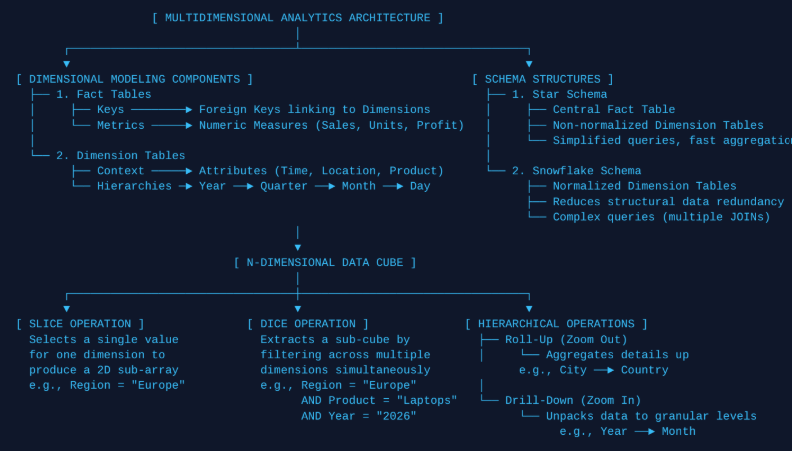 [ MULTIDIMENSIONAL ANALYTICS ARCHITECTURE ]
[ DIMENSIONAL MODELING COMPONENTS ]
1. Fact Tables
Keys Foreign Keys linking to Dimensions
Metrics Numeric Measures (Sales, Units, Profit)
2. Dimension Tables
Context Attributes (Time, Location, Product)
Hierarchies Year Quarter Month Day
[ SCHEMA STRUCTURES ]
1. Star Schema
Central Fact Table
Non-normalized Dimension Tables
Simplified queries, fast
2. Snowflake Schema
Normalized Dimension Tables
Reduces structural data redundancy
Complex queries (multiple JOINs)
[ N-DIMENSIONAL DATA CUBE ]
[ SLICE OPERATION ]
Selects a single value
for one dimension to
produce a 2D sub-array
e.g., Region = "Europe"
[ DICE OPERATION ]
Extracts a sub-cube by
filtering across multiple
dimensions simultaneously
e.g., Region = "Europe"
AND Product = "Laptops"
AND Year = "2026"
[ HIERARCHICAL OPERATIONS ]
Roll-Up (Zoom Out)
Aggregates details up
e.g., City Country
Drill-Down (Zoom In)
Unpacks data to granular levels
e.g., Year Month